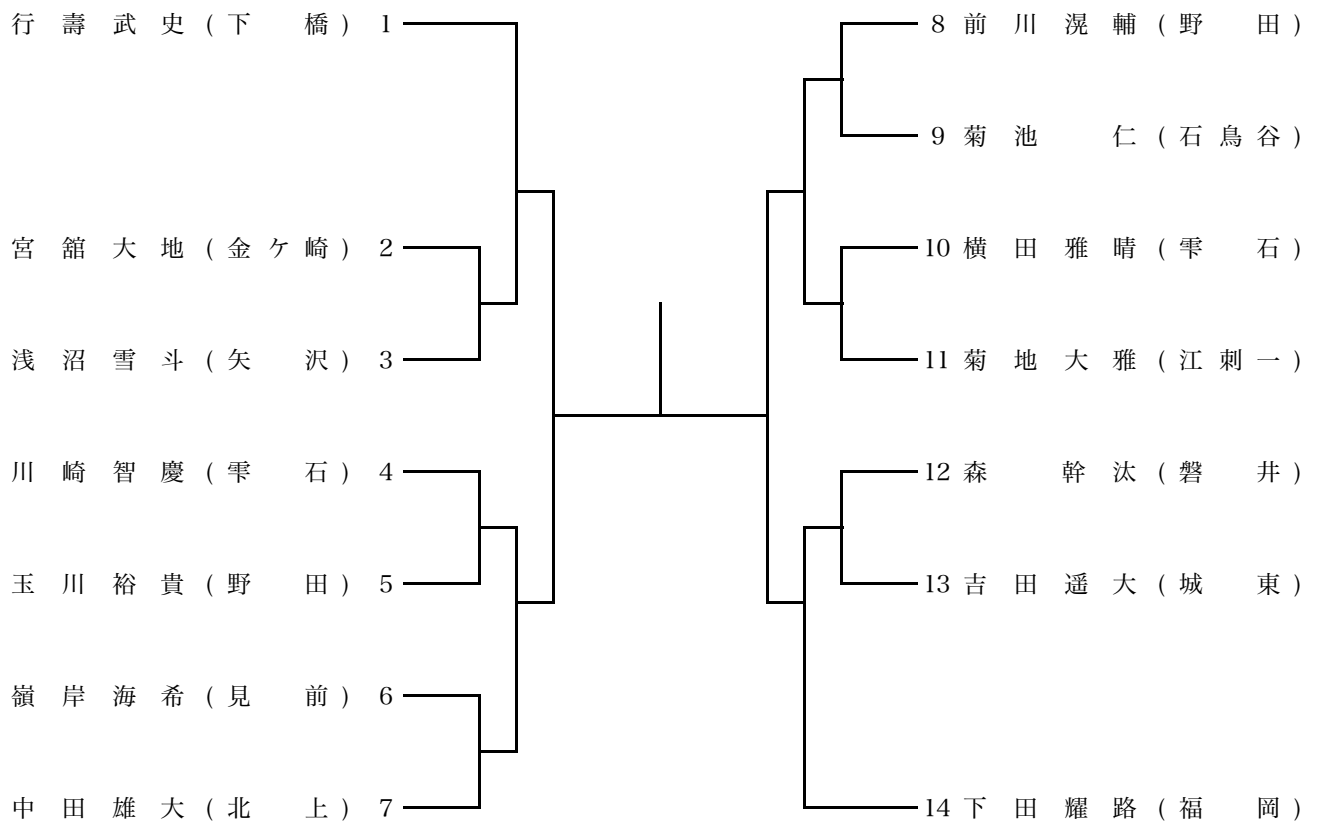 行壽武史(下橋) 1
宮舘大地(金ケ崎) 2
浅沼雪斗(矢沢) 3
川崎智慶(雫石) 4
玉川裕貴(野田) 5
嶺岸海希(見前) 6
中田雄大(北上) 7
8 前川滉輔(野田)
9 菊池仁(石鳥谷)
10 横田雅晴(雫石)
11 菊地大雅(江刺一)
12 森幹汰(磐井)
13 吉田遥大(城東)
14 下田耀路(福岡)